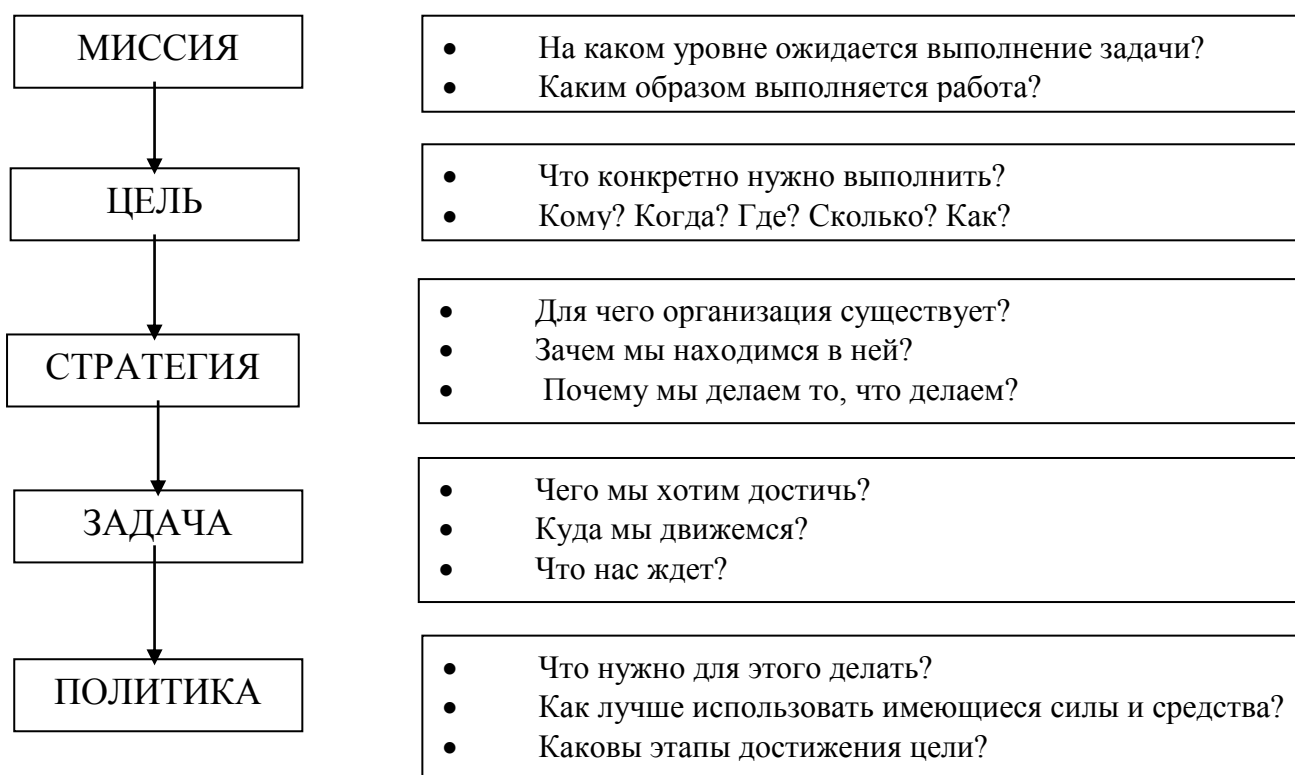 МИССИЯ
• На каком уровне ожидается выполнение задачи?
• Каким образом выполняется работа?
ЦЕЛЬ
• Что конкретно нужно выполнить?
• Кому? Когда? Где? Сколько? Как?
СТРАТЕГИЯ
• Для чего организация существует?
• Зачем мы находимся в ней?
• Почему мы делаем то, что делаем?
ЗАДАЧА
• Чего мы хотим достичь?
• Куда мы движемся?
• Что нас ждет?
ПОЛИТИКА
• Что нужно для этого делать?
• Как лучше использовать имеющиеся силы и средства?
• Каковы этапы достижения цели?